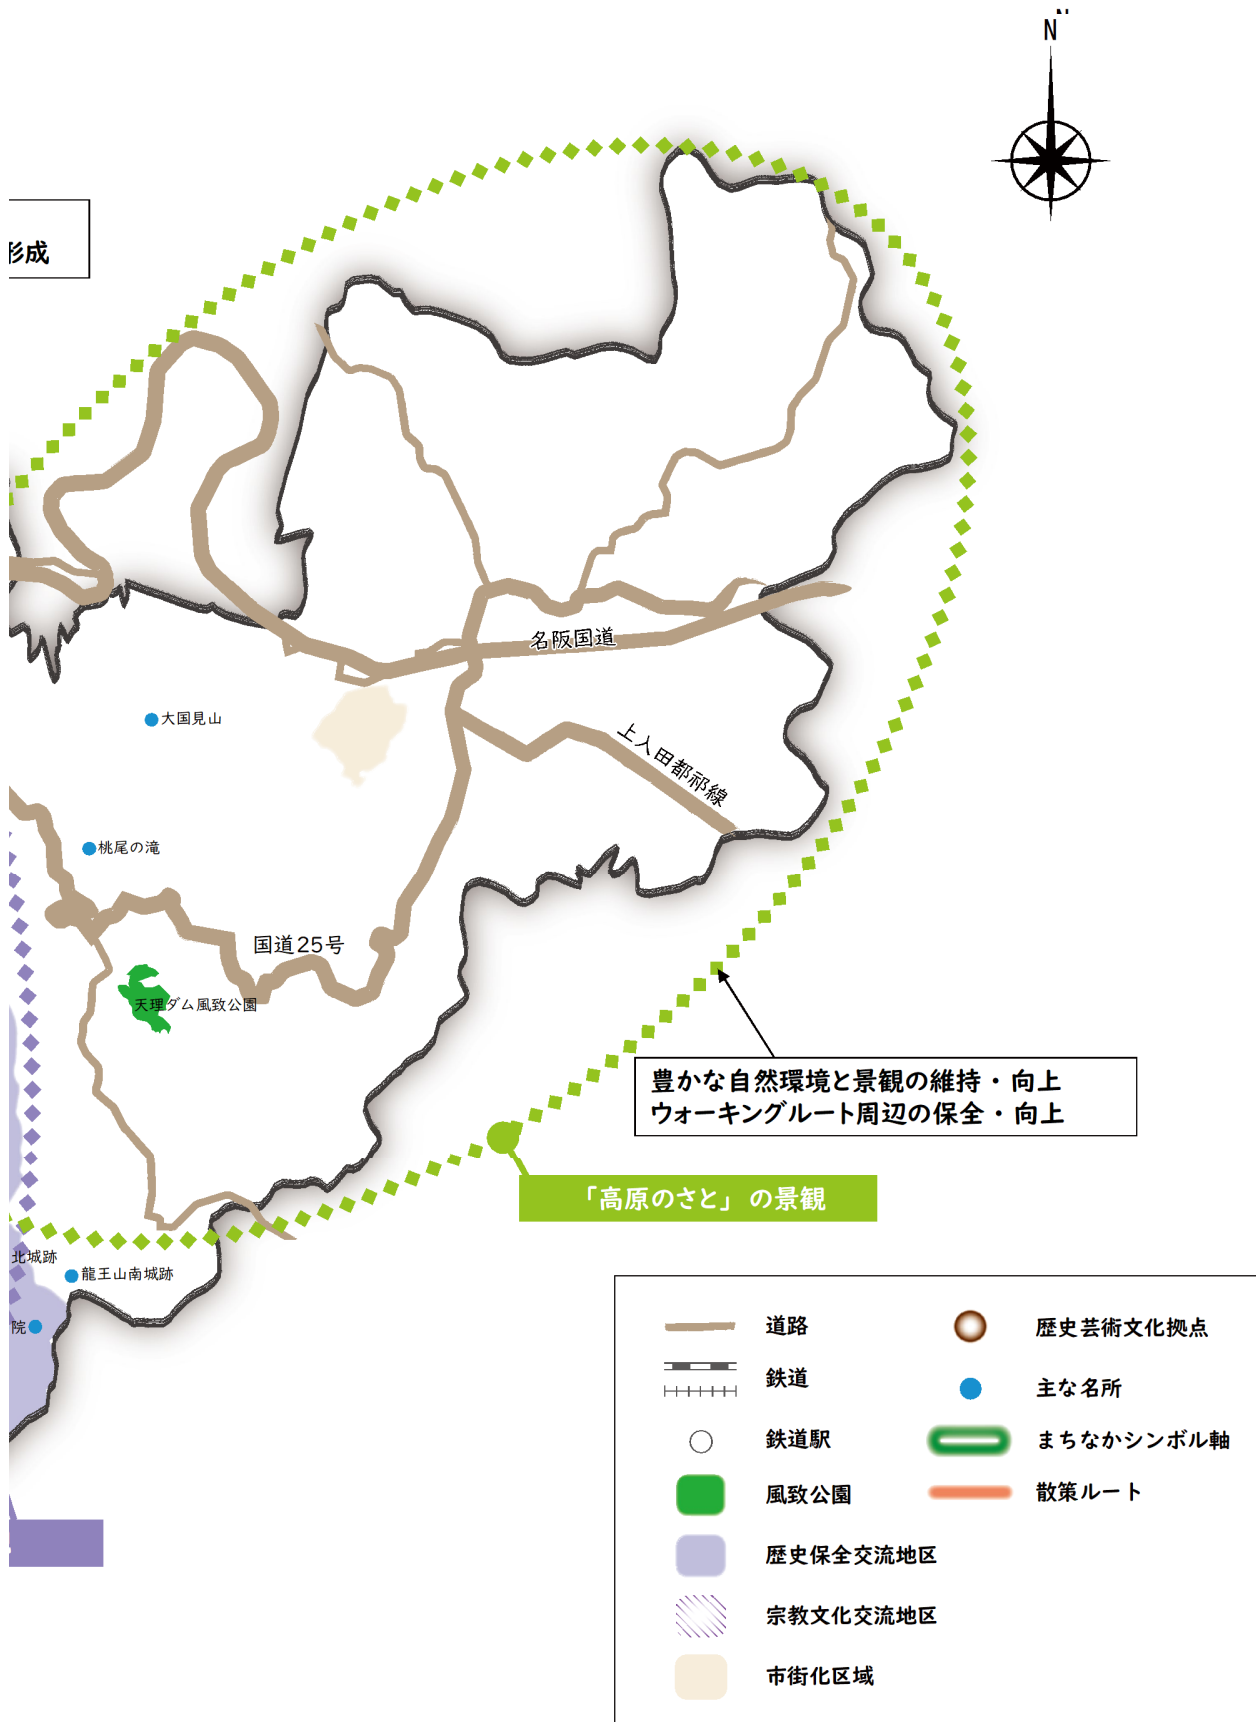 N
形成
名阪国道
大国見山
上入田都祁線
桃尾の滝
国道25号
天理ダム風致公園
豊かな自然環境と景観の維持・向上
ウォーキングルート周辺の保全・向上
「高原のさと」の景観
北城跡
龍王山南城跡
院
道路
鉄道
鉄道駅
風致公園
歴史保全交流地区
宗教文化交流地区
市街化区域
歴史芸術文化拠点
主な名所
まちなかシンボル軸
散策ルート